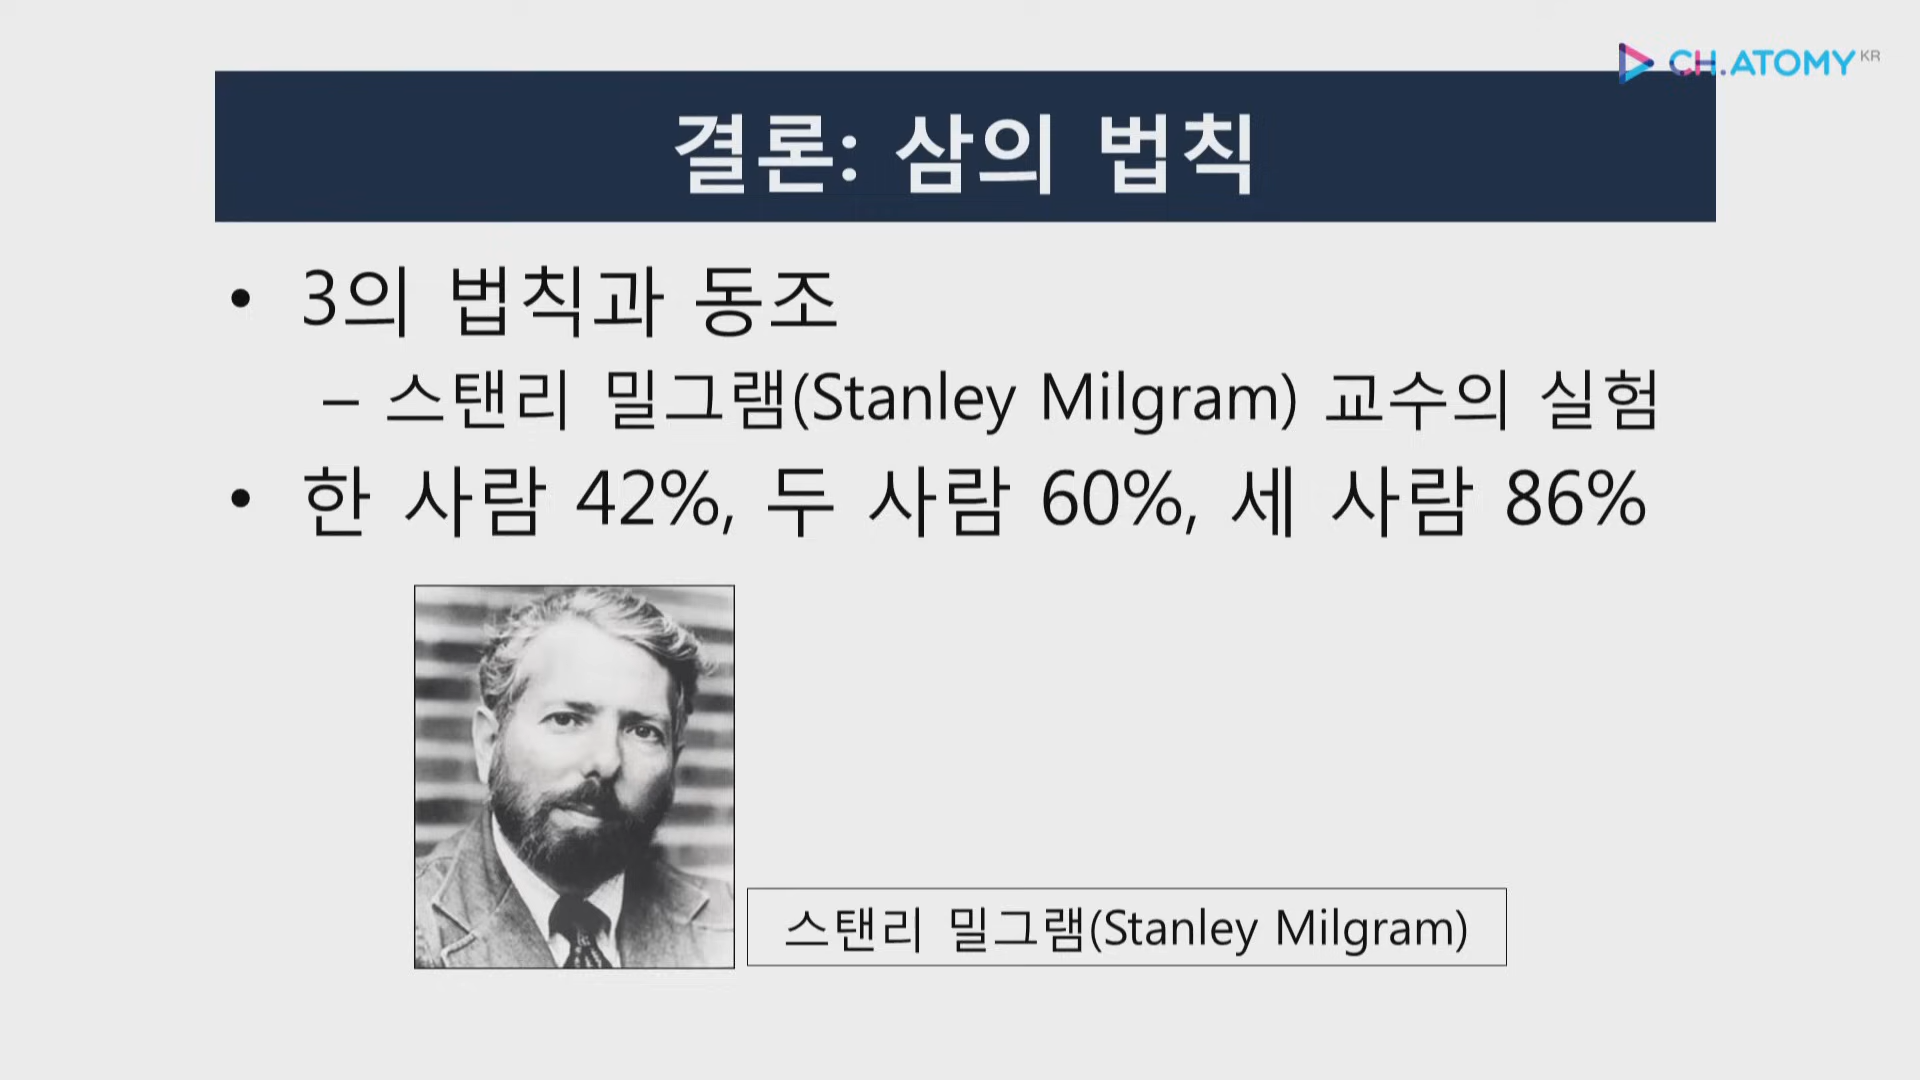 CH.ATOMY KR
결론: 삼의 법칙
• 3의 법칙과 동조
– 스탠리 밀그램(Stanley Milgram) 교수의 실험
• 한 사람 42%, 두 사람 60%, 세 사람 86%
스탠리 밀그램(Stanley Milgram)